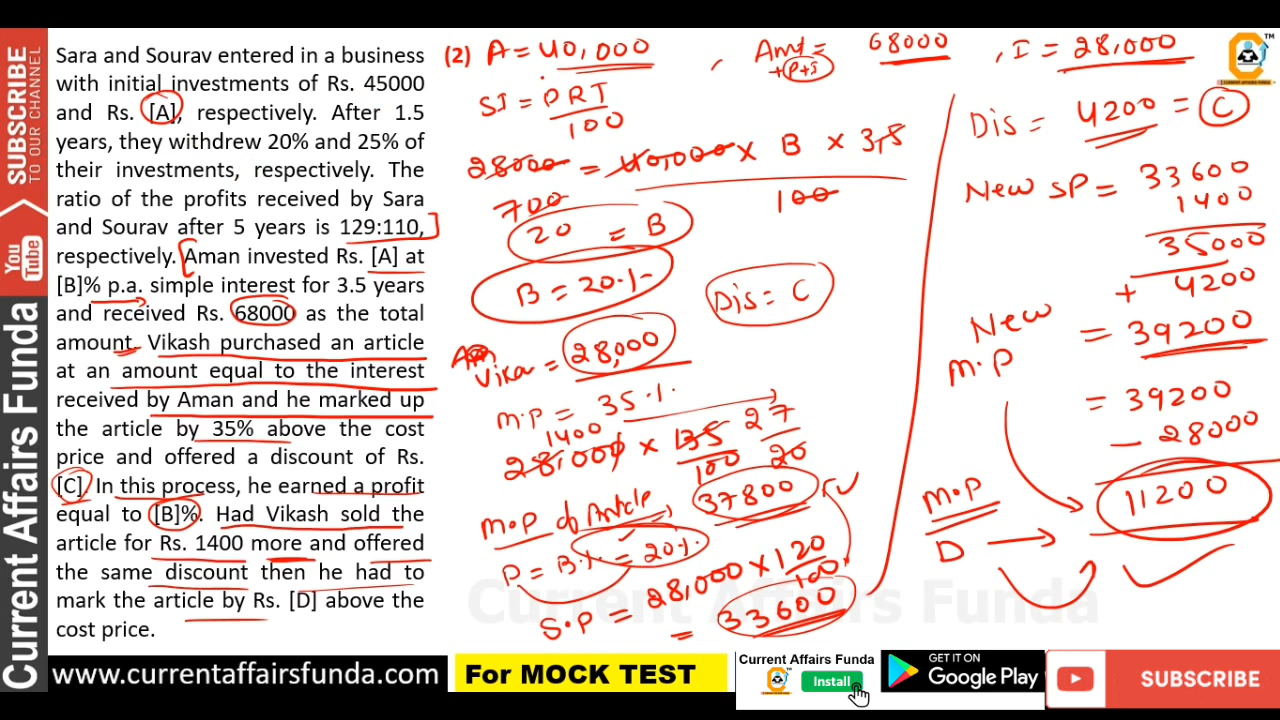 SUBSCRIBE
TO OUR CHANNEL
You Tube
Current Affairs Funda
Sara and Sourav entered in a business
with initial investments of Rs. 45000
and Rs. [A], respectively. After 1.5
years, they withdrew 20% and 25% of
their investments, respectively. The
ratio of the profits received by Sara
and Sourav after 5 years is 129:110,
respectively. Aman invested Rs. [A] at
[B]% p.a. simple interest for 3.5 years
and received Rs. 68000 as the total
amount. Vikash purchased an article
at an amount equal to the interest
received by Aman and he marked up
the article by 35% above the cost
price and offered a discount of Rs.
[C]. In this process, he earned a profit
equal to [B]%. Had Vikash sold the
article for Rs. 1400 more and offered
the same discount then he had to
mark the article by Rs. [D] above the
cost price.
(2) A = 40,000 , Amt = 68000 , I = 28,000
+(P+I)
SI = PRT
100
28000 = 40,000 × B × 3.5
700 100
20 = B
B = 20%
Dis = C
Vika = 28,000
M.P = 35%
1400 27
28,000 × 135
100 20
M.P of Article = 37800
P = B% = 20%
28,000 × 120
100
S.P = 33600
Dis = 4200 = C
New SP = 33600
1400
35000
+ 4200
New M.P = 39200
= 39200
- 28000
M.P
D → 11200
Current Affairs Funda
www.currentaffairsfunda.com
For MOCK TEST
Current Affairs Funda
Install
GET IT ON
Google Play
SUBSCRIBE
TM